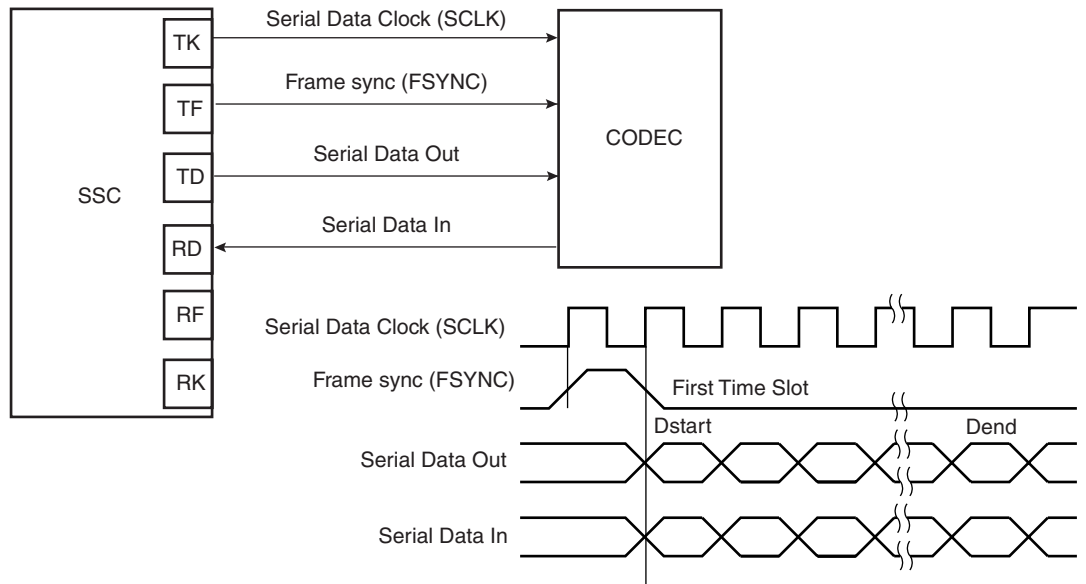 Serial Data Clock (SCLK)
TK
Frame sync (FSYNC)
TF
CODEC
Serial Data Out
TD
SSC
Serial Data In
RD
RF
Serial Data Clock (SCLK)
RK
Frame sync (FSYNC)
First Time Slot
Dstart
Dend
Serial Data Out
Serial Data In